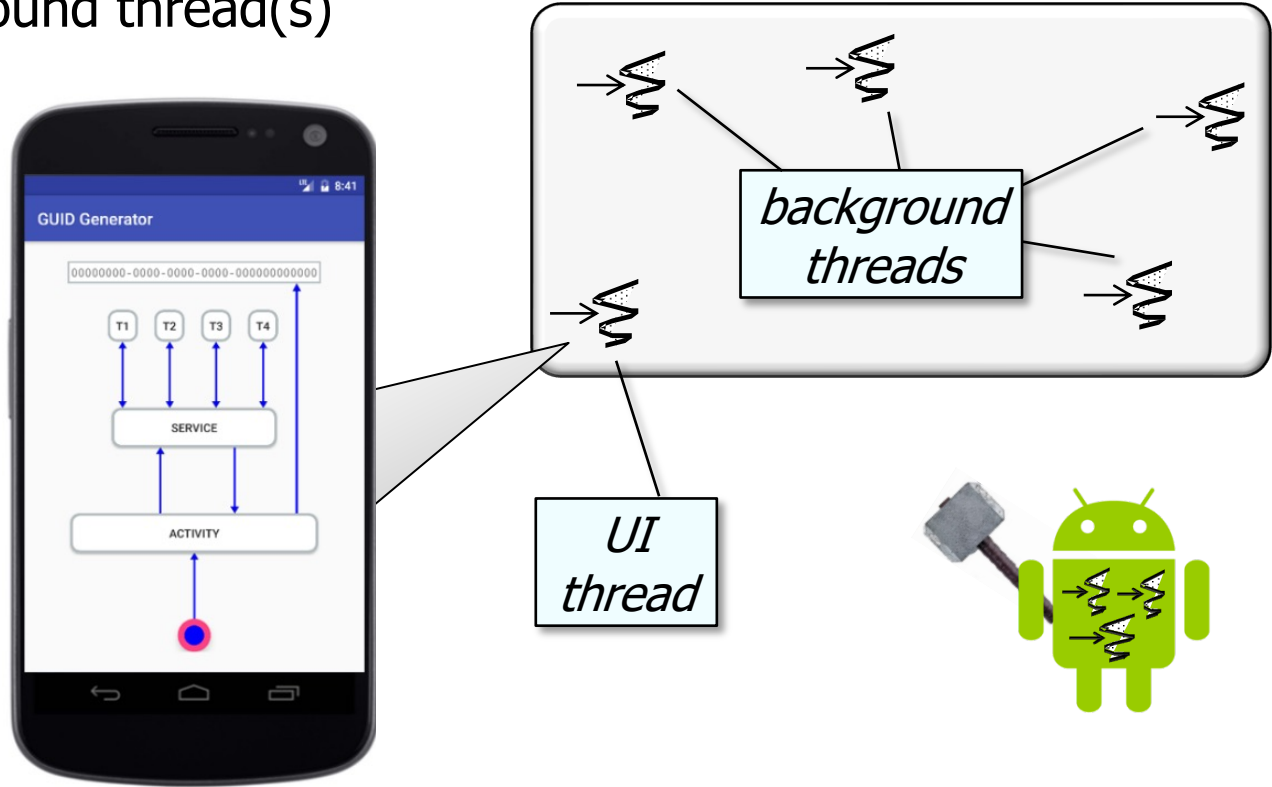 ound thread(s)
8:41
GUID Generator
00000000-0000-0000-0000-000000000000
T1 T2 T3 T4
SERVICE
ACTIVITY
background
threads
UI
thread